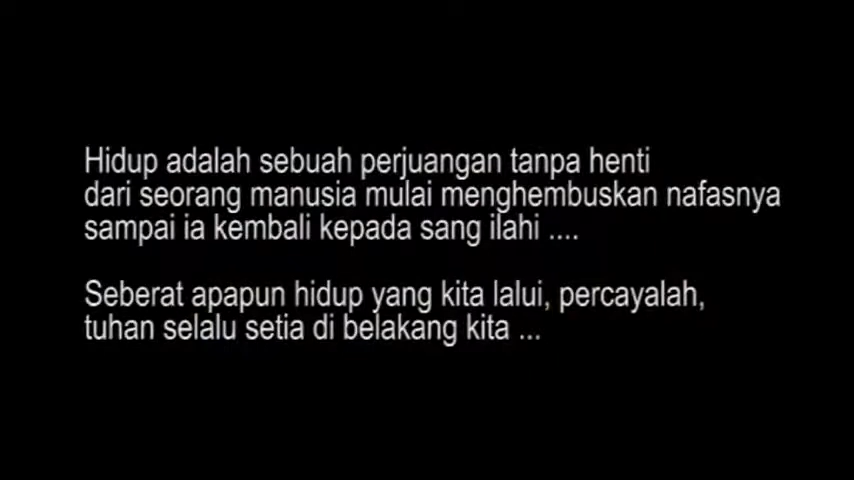 Hidup adalah sebuah perjuangan tanpa henti
dari seorang manusia mulai menghembuskan nafasnya
sampai ia kembali kepada sang ilahi ....
Seberat apapun hidup yang kita lalui, percayalah,
tuhan selalu setia di belakang kita ...